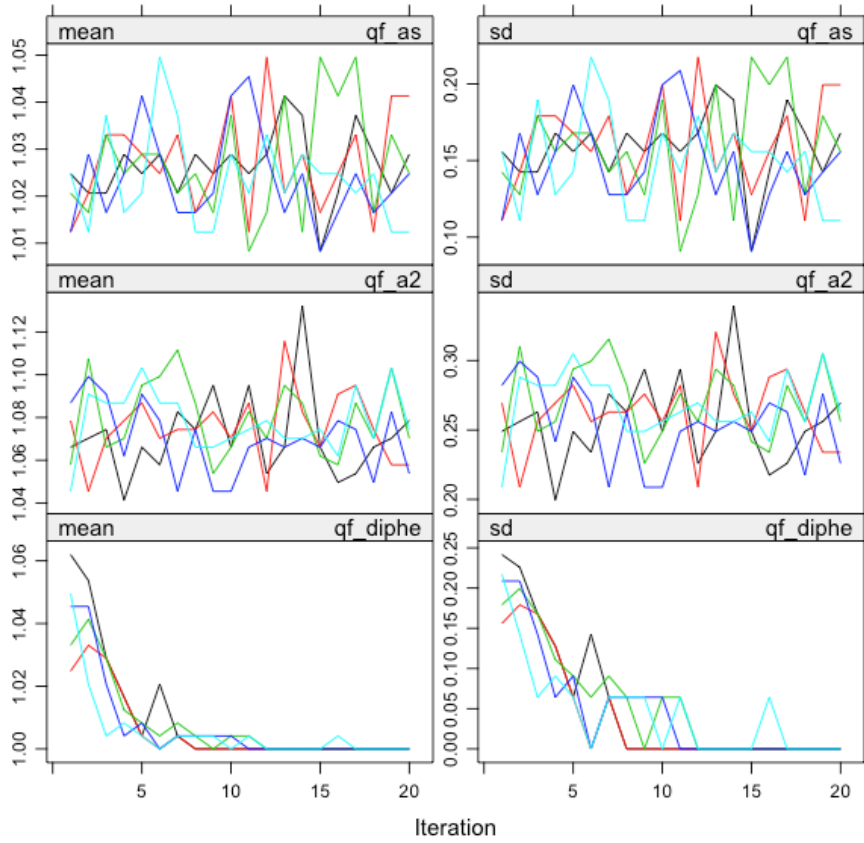 mean qf_as
1.01 1.02 1.03 1.04 1.05
sd qf_as
0.10 0.15 0.20
mean qf_a2
1.04 1.06 1.08 1.10 1.12
sd qf_a2
0.20 0.25 0.30
mean qf_diphe
1.00 1.02 1.04 1.06
sd qf_diphe
0.00 0.05 0.10 0.15 0.20 0.25
5 10 15 20
5 10 15 20
Iteration